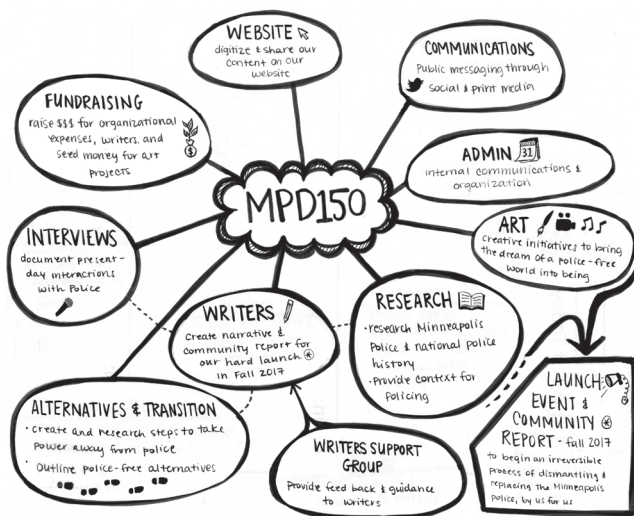 WEBSITE
digitize & share our
content on our
website
COMMUNICATIONS
Public messaging through
social & print media
FUNDRAISING
raise $$$ for organizational
expenses, writers, and
seed money for art
projects
$
ADMIN 31
internal communications &
organization
MPD150
ART
creative initiatives to bring
the dream of a police-free
world into being
INTERVIEWS
document present-
day interactions
with Police
WRITERS
Create narrative &
community report for
our hard launch *
in Fall 2017
RESEARCH
· research Minneapolis
Police & national police
history
· Provide context for
policing
LAUNCH
EVENT &
COMMUNITY *
REPORT - fall 2017
to begin an irreversible
process of dismantling &
replacing the Minneapolis
police, by us for us
ALTERNATIVES & TRANSITION
· create and research steps to take
power away from police
· outline police-free alternatives
WRITERS SUPPORT
GROUP
Provide feed back & guidance
to writers